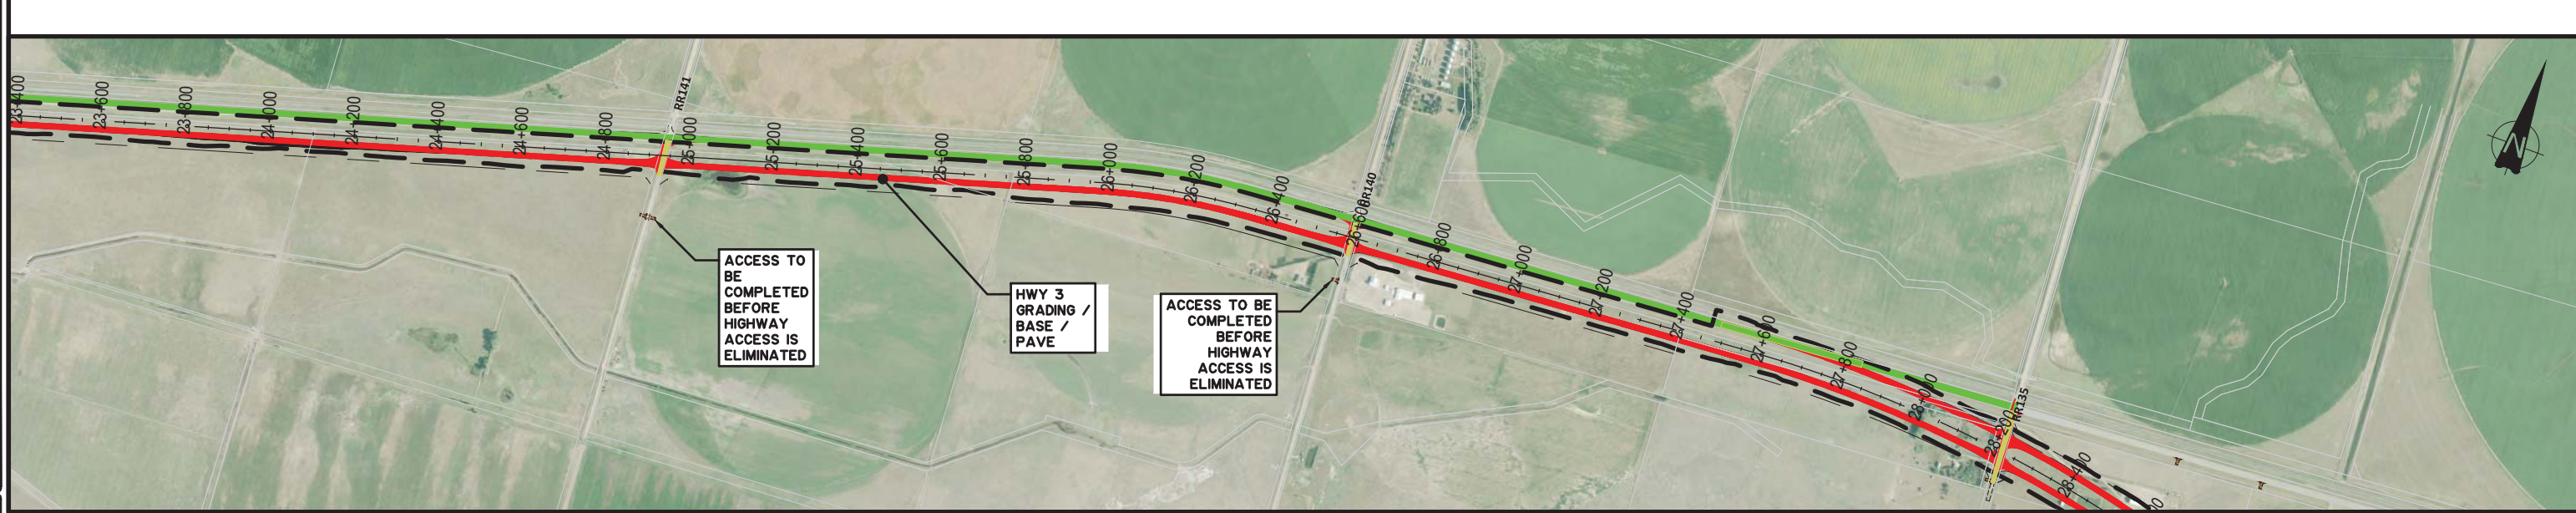 23+400
23+600
23+800
24+000
24+200
24+400
24+600
24+800
RR141
25+000
25+200
25+400
25+600
25+800
26+000
26+200
26+400
26+600
RR140
26+800
27+000
27+200
27+400
27+600
27+800
28+000
28+200
RR135
28+400
N
ACCESS TO
BE
COMPLETED
BEFORE
HIGHWAY
ACCESS IS
ELIMINATED
HWY 3
GRADING /
BASE /
PAVE
ACCESS TO BE
COMPLETED
BEFORE
HIGHWAY
ACCESS IS
ELIMINATED